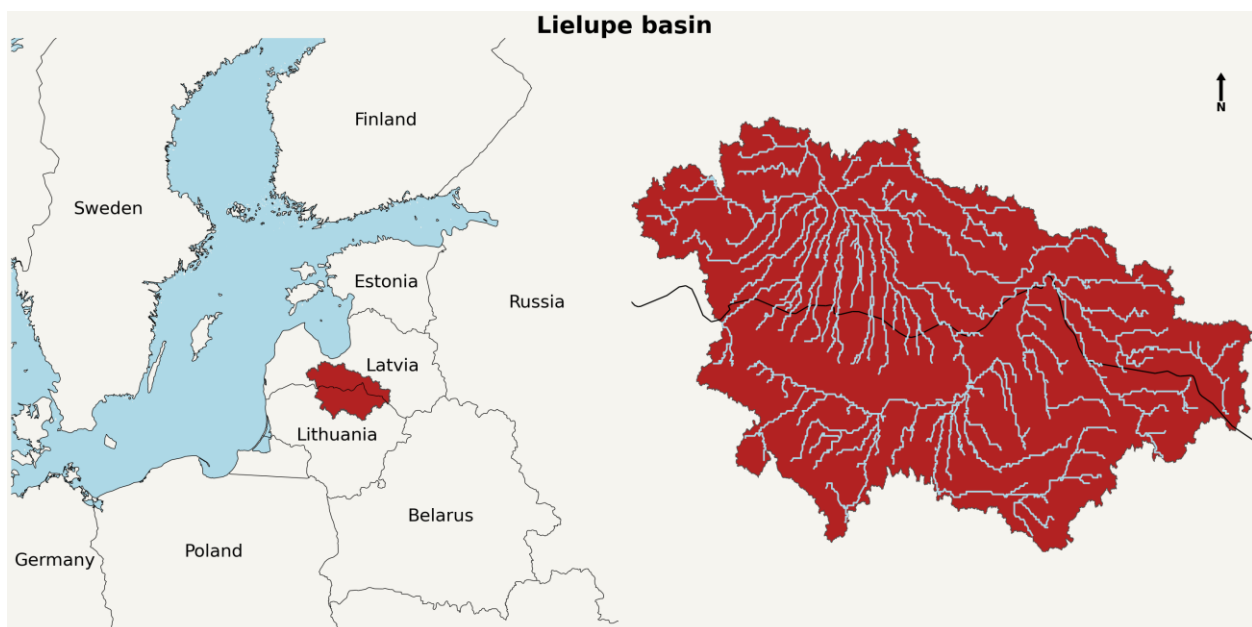 Lielupe basin
N
Finland
Sweden
Estonia
Russia
Latvia
Lithuania
Belarus
Poland
Germany